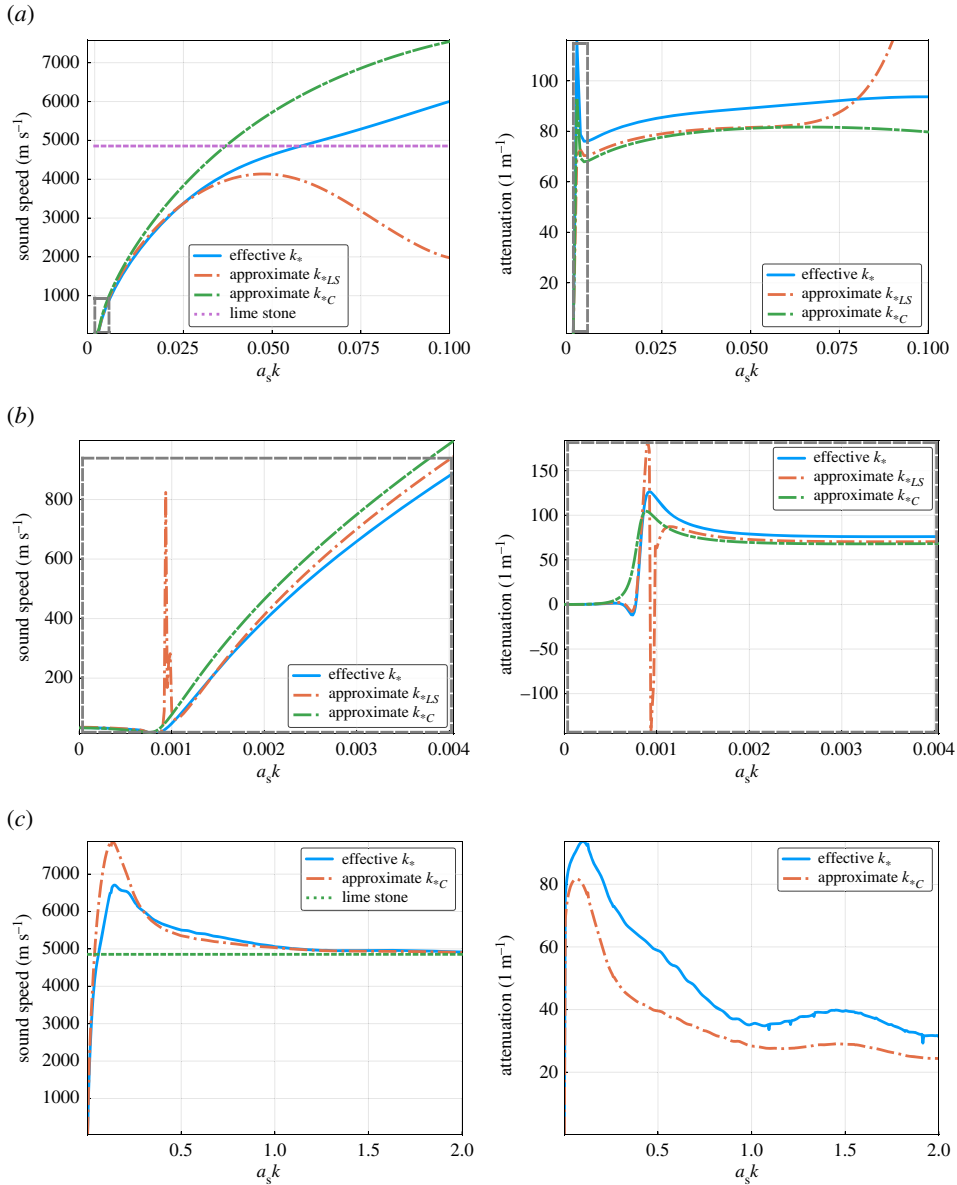 (a)
7000
6000
5000
4000
3000
2000
1000
sound speed (m s⁻¹)
effective k*
approximate k*LS
approximate k*C
lime stone
0
0.025
0.050
0.075
0.100
aₛk
100
80
60
40
20
attenuation (1 m⁻¹)
effective k*
approximate k*LS
approximate k*C
0
0.025
0.050
0.075
0.100
aₛk
(b)
800
600
400
200
sound speed (m s⁻¹)
effective k*
approximate k*LS
approximate k*C
0
0.001
0.002
0.003
0.004
aₛk
150
100
50
0
−50
−100
attenuation (1 m⁻¹)
effective k*
approximate k*LS
approximate k*C
0
0.001
0.002
0.003
0.004
aₛk
(c)
7000
6000
5000
4000
3000
2000
1000
sound speed (m s⁻¹)
effective k*
approximate k*C
lime stone
0.5
1.0
1.5
2.0
aₛk
80
60
40
20
attenuation (1 m⁻¹)
effective k*
approximate k*C
0.5
1.0
1.5
2.0
aₛk